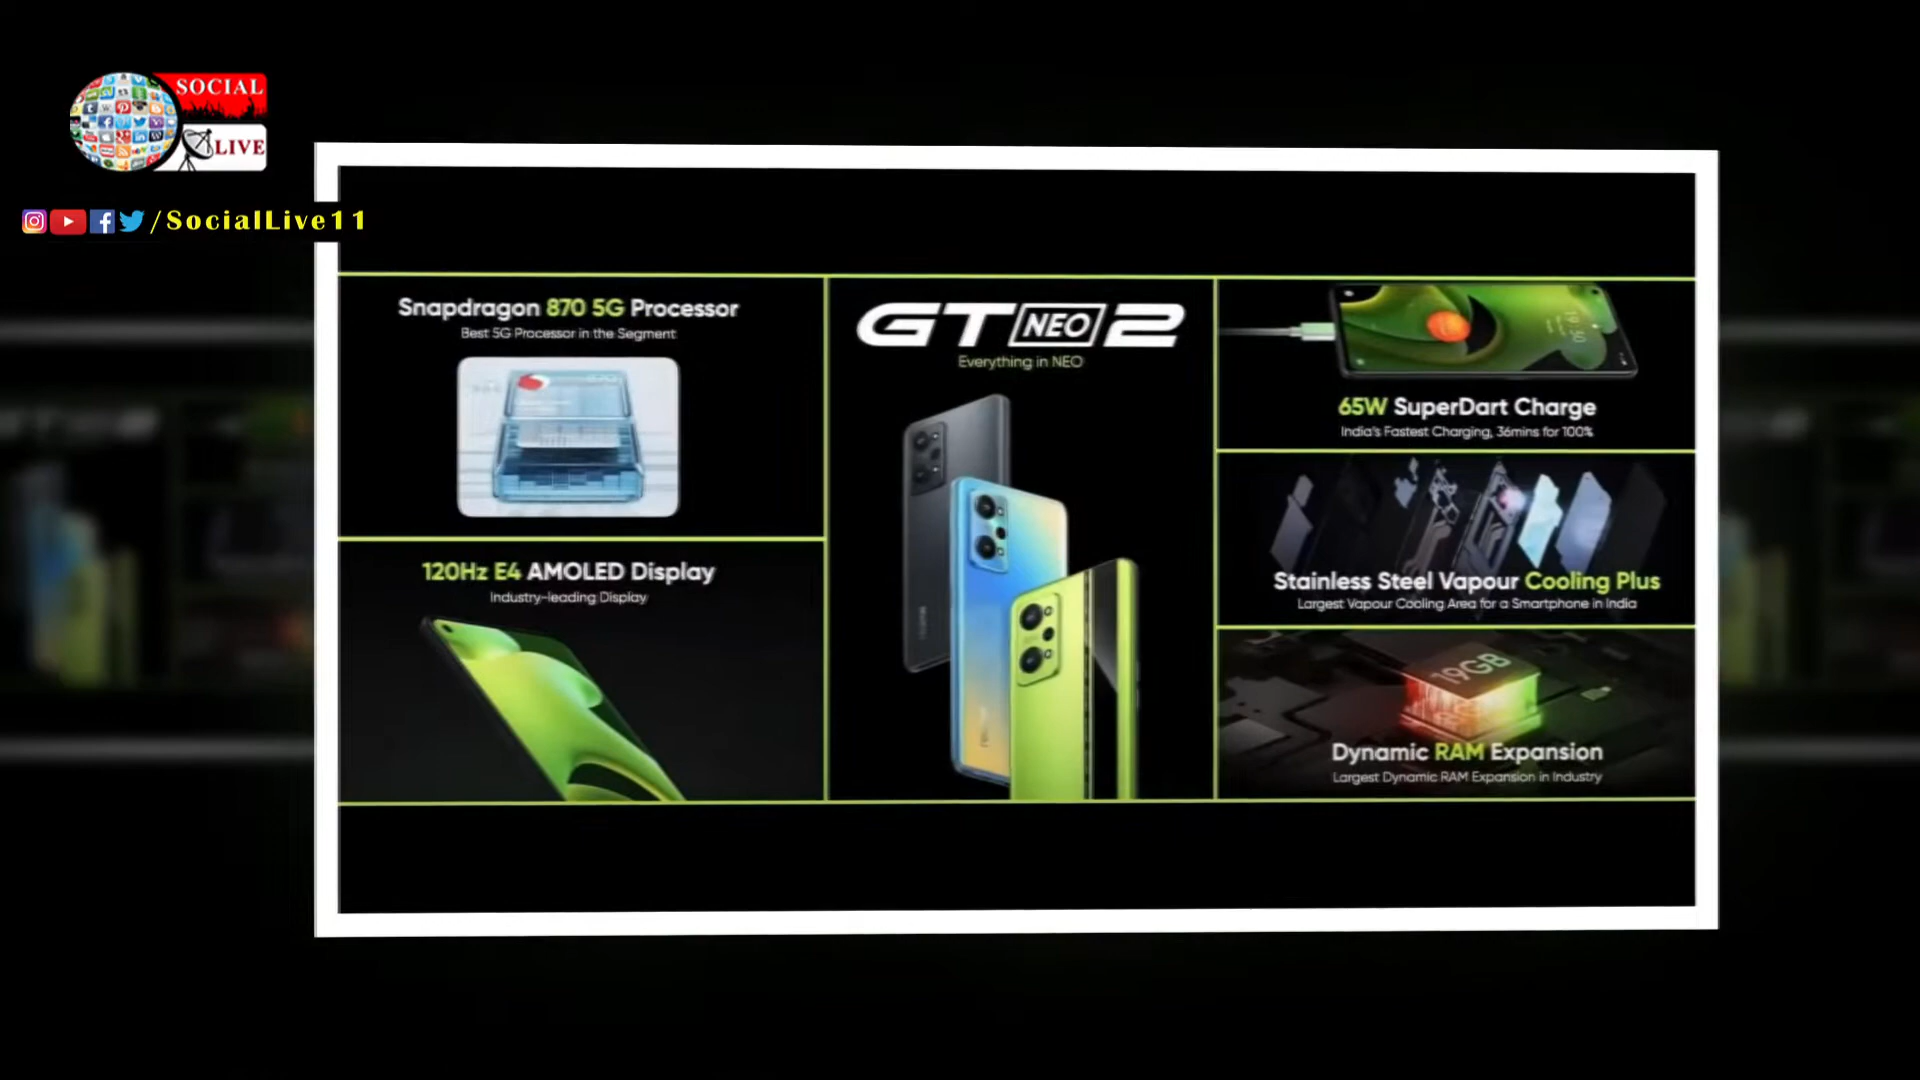 SOCIAL
LIVE
/SocialLive11
Snapdragon 870 5G Processor
Best 5G Processor in the Segment
120Hz E4 AMOLED Display
Industry-leading Display
GT NEO 2
Everything in NEO
19:50
65W SuperDart Charge
India's Fastest Charging, 36mins for 100%
Stainless Steel Vapour Cooling Plus
Largest Vapour Cooling Area for a Smartphone in India
19GB
Dynamic RAM Expansion
Largest Dynamic RAM Expansion in Industry